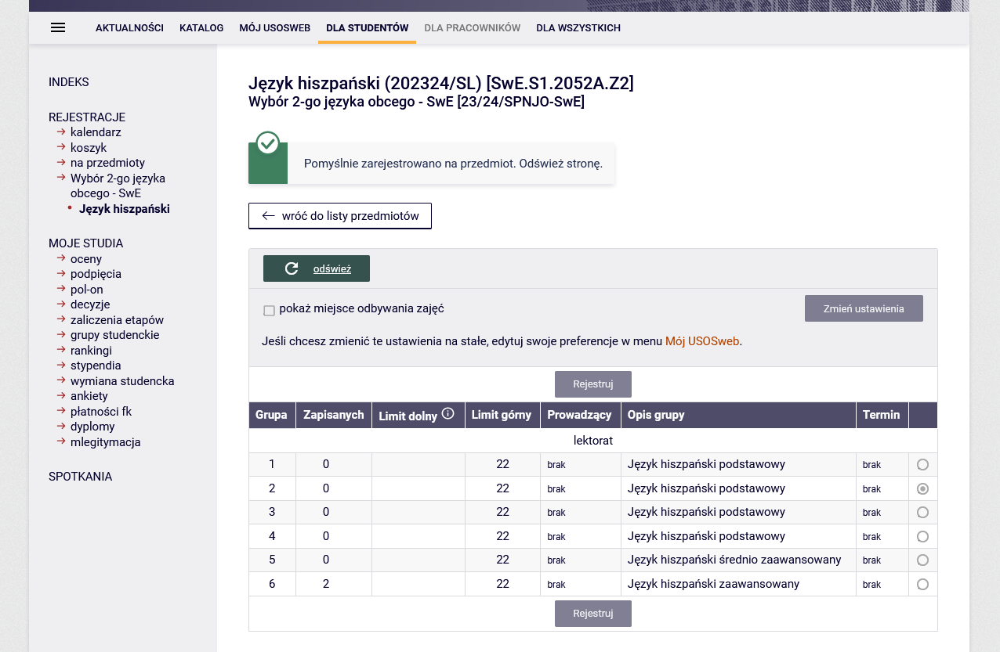 AKTUALNOŚCI KATALOG MÓJ USOSWEB DLA STUDENTÓW DLA PRACOWNIKÓW DLA WSZYSTKICH
INDEKS
REJESTRACJE
kalendarz
koszyk
na przedmioty
Wybór 2-go języka
obcego - SwE
Język hiszpański
MOJE STUDIA
oceny
podpięcia
pol-on
decyzje
zaliczenia etapów
grupy studenckie
rankingi
stypendia
wymiana studencka
ankiety
płatności fk
dyplomy
mlegitymacja
SPOTKANIA
Język hiszpański (202324/SL) [SwE.S1.2052A.Z2]
Wybór 2-go języka obcego - SwE [23/24/SPNJO-SwE]
Pomyślnie zarejestrowano na przedmiot. Odśwież stronę.
wróć do listy przedmiotów
odśwież
pokaż miejsce odbywania zajęć
Zmień ustawienia
Jeśli chcesz zmienić te ustawienia na stałe, edytuj swoje preferencje w menu Mój USOSweb.
Rejestruj
Grupa Zapisanych Limit dolny Limit górny Prowadzący Opis grupy Termin
lektorat
1 0 22 brak Język hiszpański podstawowy brak
2 0 22 brak Język hiszpański podstawowy brak
3 0 22 brak Język hiszpański podstawowy brak
4 0 22 brak Język hiszpański podstawowy brak
5 0 22 brak Język hiszpański średnio zaawansowany brak
6 2 22 brak Język hiszpański zaawansowany brak
Rejestruj